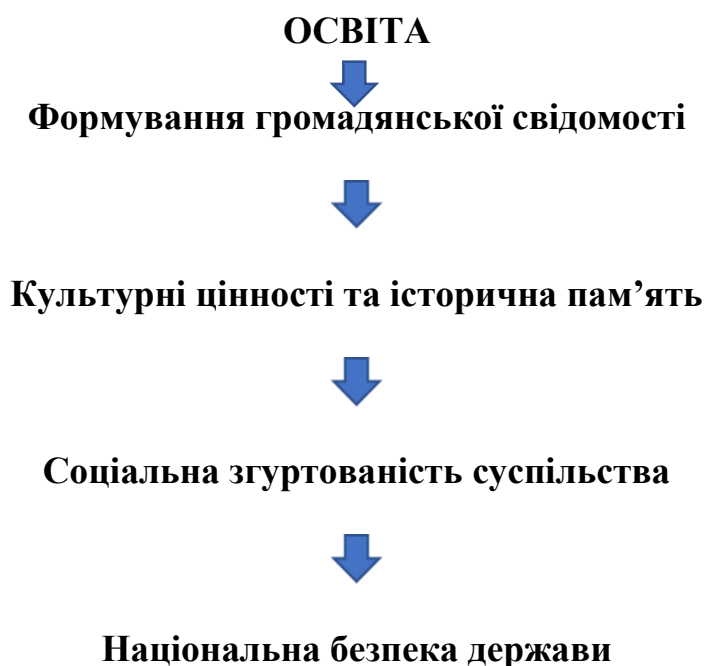 ОСВІТА
Формування громадянської свідомості
Культурні цінності та історична пам’ять
Соціальна згуртованість суспільства
Національна безпека держави